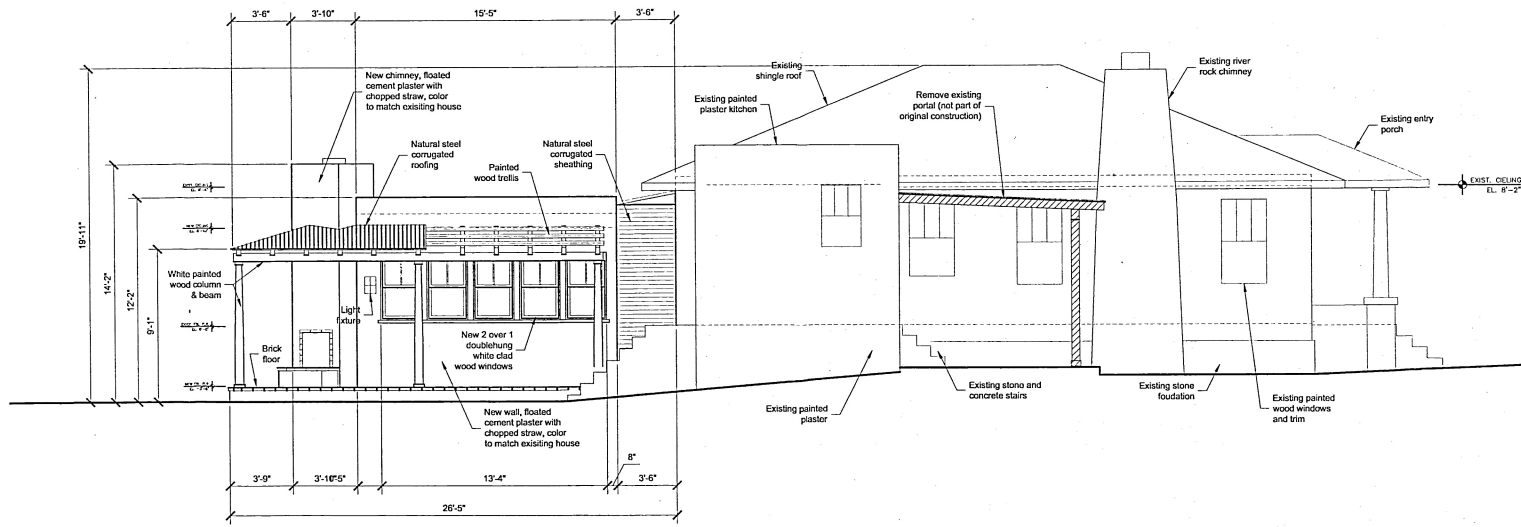 3'-6"
3'-10"
15'-5"
3'-6"
New chimney, floated
cement plaster with
chopped straw, color
to match exisiting house
Existing
shingle roof
Existing river
rock chimney
Existing painted
plaster kitchen
Remove existing
portal (not part of
original construction)
Existing entry
porch
Natural steel
corrugated
roofing
Painted
wood trellis
Natural steel
corrugated
sheathing
EXIST. CIELING
EL. 8'-2"
19'-11"
14'-2"
12'-2"
9'-1"
White painted
wood column
& beam
Light
fixture
New 2 over 1
doublehung
white clad
wood windows
Brick
floor
New wall, floated
cement plaster with
chopped straw, color
to match exisiting house
Existing painted
plaster
Existing stono and
concrete stairs
Existing stone
foudation
Existing painted
wood windows
and trim
8"
3'-9"
3'-10"
13'-4"
3'-6"
26'-5"